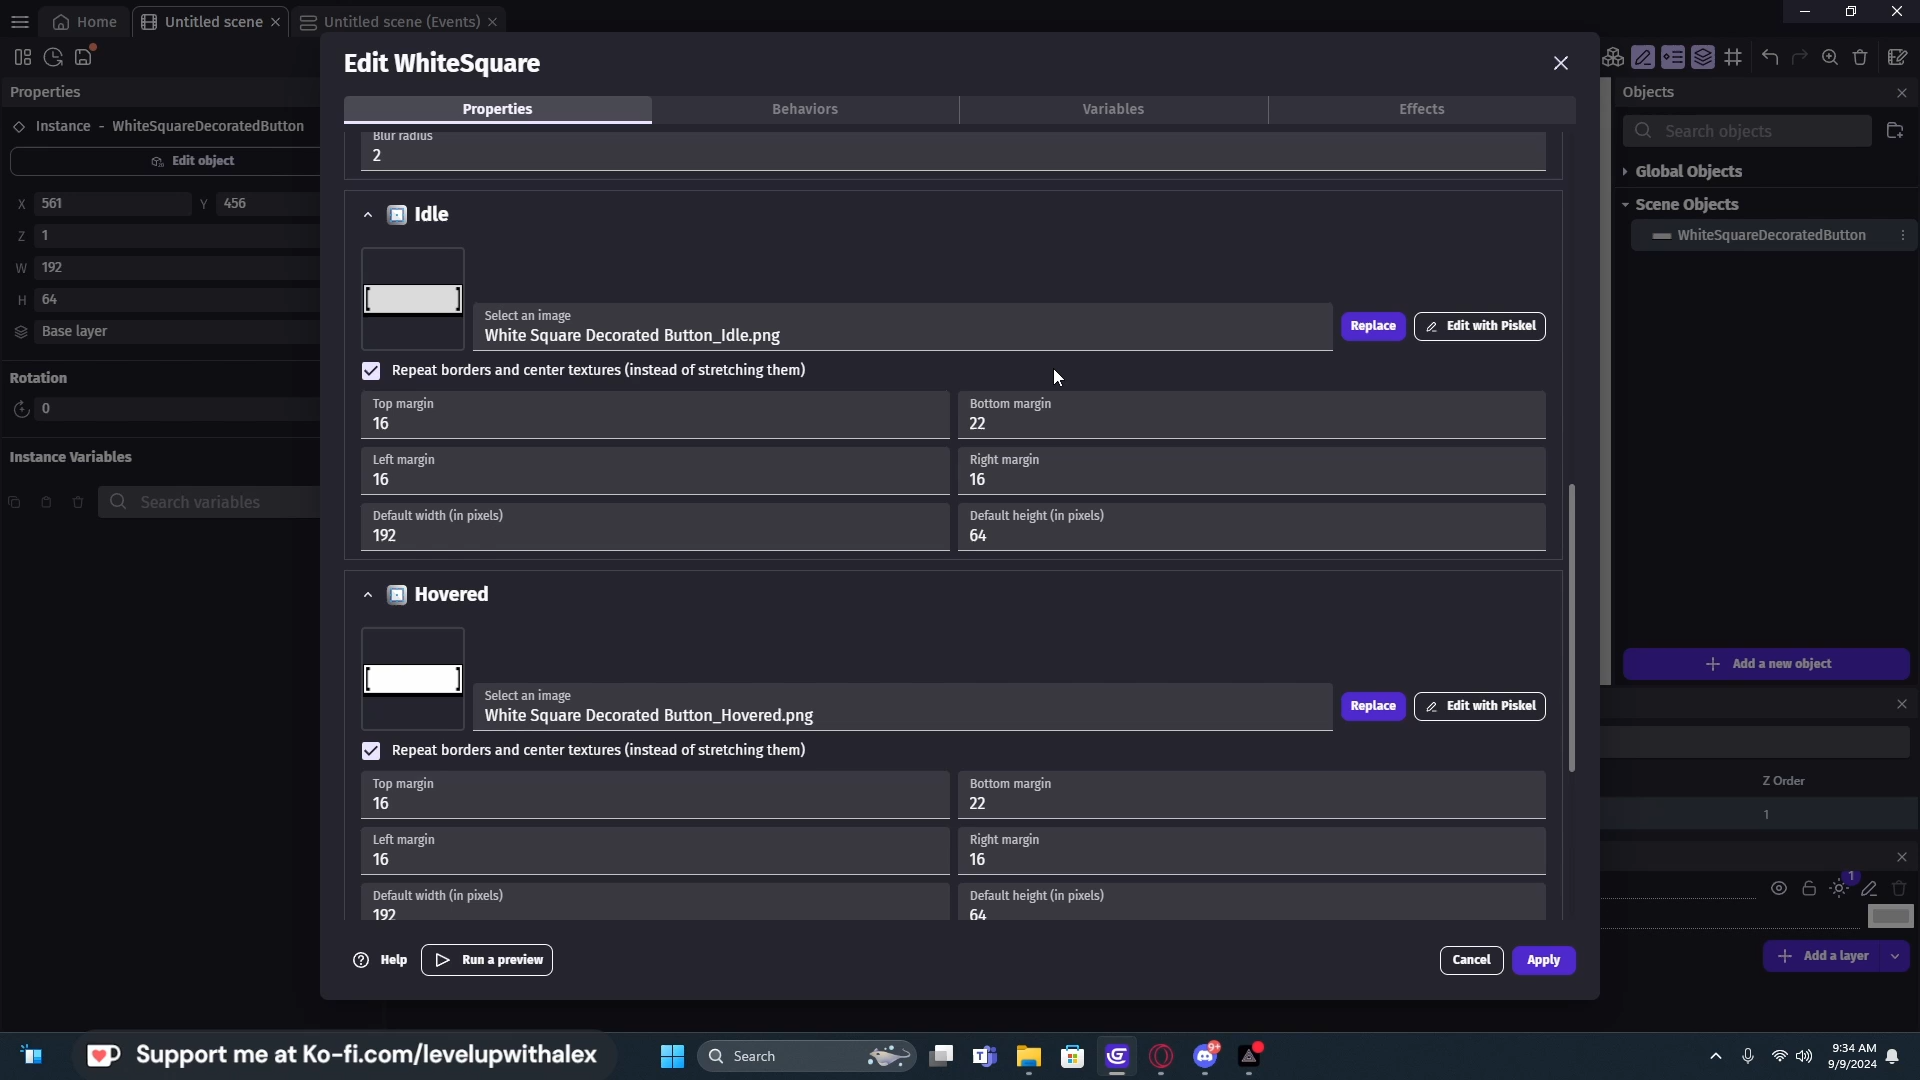 Home
Untitled scene
Untitled scene (Events)
Properties
Instance - WhiteSquareDecoratedButton
Edit object
X 561 Y 456
Z 1
W 192
H 64
Base layer
Rotation
0
Instance Variables
Search variables
Edit WhiteSquare
Properties
Behaviors
Variables
Effects
Blur radius
2
Idle
Select an image
White Square Decorated Button_Idle.png
Replace
Edit with Piskel
Repeat borders and center textures (instead of stretching them)
Top margin
16
Bottom margin
22
Left margin
16
Right margin
16
Default width (in pixels)
192
Default height (in pixels)
64
Hovered
Select an image
White Square Decorated Button_Hovered.png
Replace
Edit with Piskel
Repeat borders and center textures (instead of stretching them)
Top margin
16
Bottom margin
22
Left margin
16
Right margin
16
Default width (in pixels)
192
Default height (in pixels)
64
Help
Run a preview
Cancel
Apply
Objects
Search objects
Global Objects
Scene Objects
WhiteSquareDecoratedButton
Add a new object
Z Order
1
1
Add a layer
Support me at Ko-fi.com/levelupwithalex
Search
9+
9:34 AM
9/9/2024